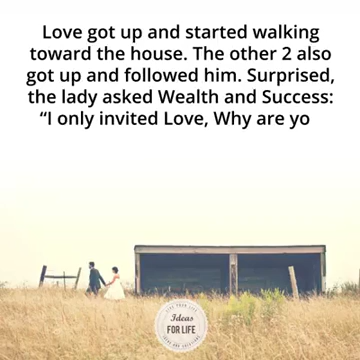 Love got up and started walking
toward the house. The other 2 also
got up and followed him. Surprised,
the lady asked Wealth and Success:
“I only invited Love, Why are yo
Ideas
FOR LIFE